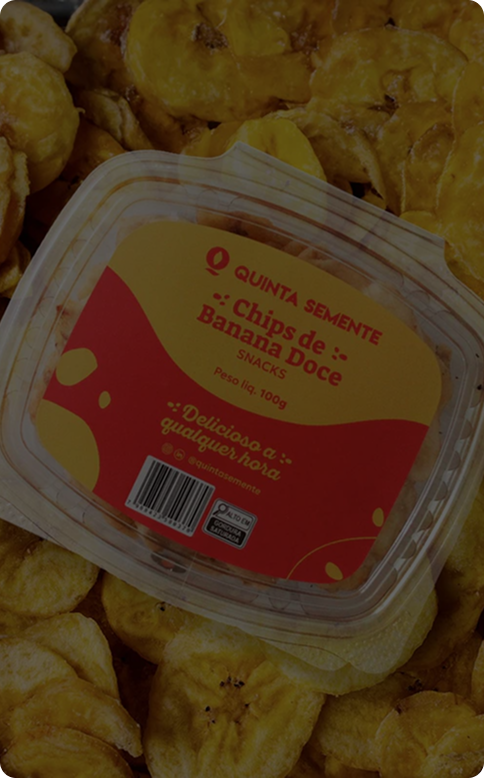 QUINTA SEMENTE
Chips de
Banana Doce
SNACKS
Peso líq. 100g
Delicioso a
qualquer hora
@quintasemente
ALTO EM
GORDURA
SATURADA